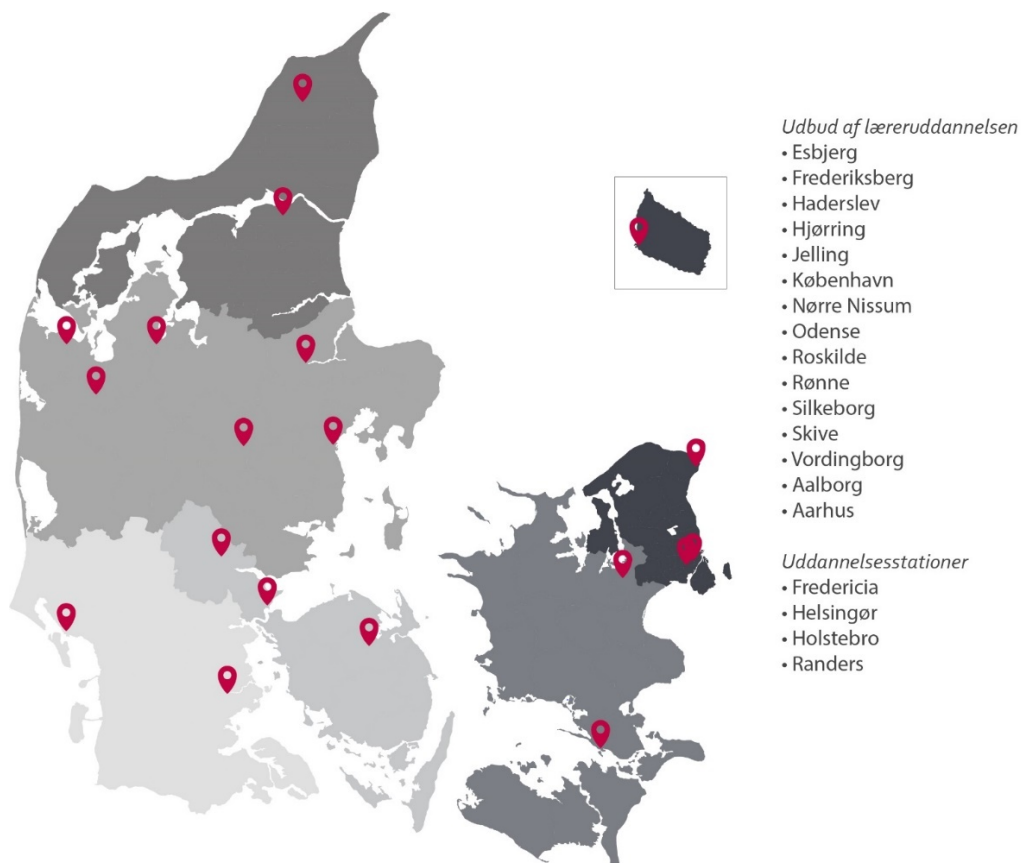 Udbud af læreruddannelsen
• Esbjerg
• Frederiksberg
• Haderslev
• Hjørring
• Jelling
• København
• Nørre Nissum
• Odense
• Roskilde
• Rønne
• Silkeborg
• Skive
• Vordingborg
• Aalborg
• Aarhus
Uddannelsesstationer
• Fredericia
• Helsingør
• Holstebro
• Randers